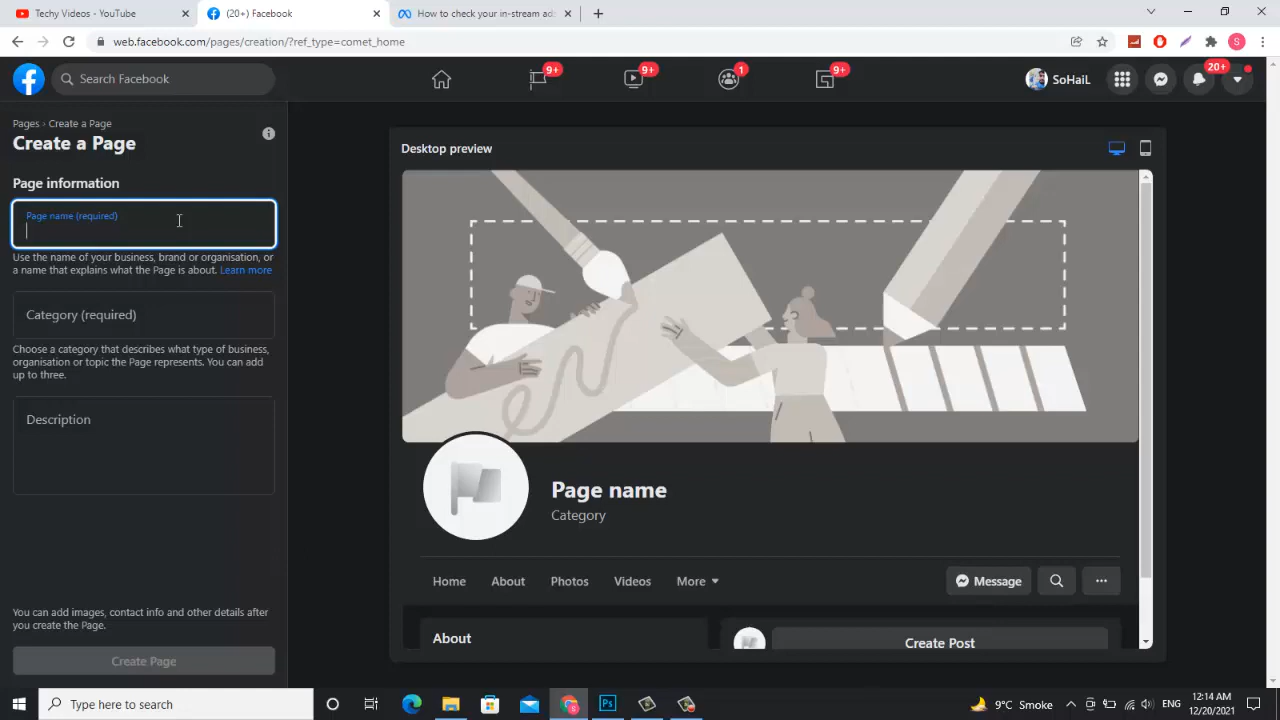 Techy Videos - YouTube
(20+) Facebook
How to check your in-stream ads
web.facebook.com/pages/creation/?ref_type=comet_home
S
Search Facebook
9+
9+
1
9+
SoHaiL
20+
Pages › Create a Page
Create a Page
Page information
Page name (required)
Use the name of your business, brand or organisation, or
a name that explains what the Page is about. Learn more
Category (required)
Choose a category that describes what type of business,
organisation or topic the Page represents. You can add
up to three.
Description
You can add images, contact info and other details after
you create the Page.
Create Page
Desktop preview
Page name
Category
Home
About
Photos
Videos
More
Message
About
Create Post
Type here to search
Ps
9°C Smoke
ENG
12:14 AM
12/20/2021